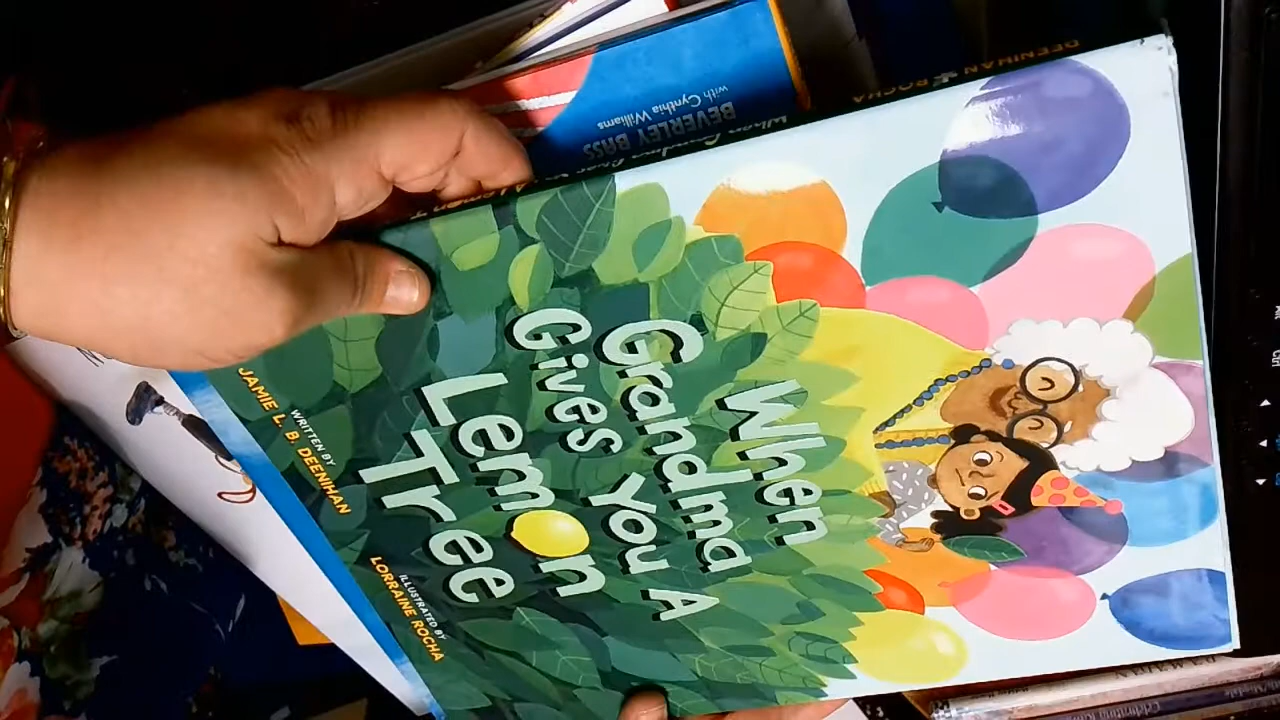 When
Grandma
Gives You A
Lemon
Tree
WRITTEN BY
JAMIE L. B. DEENIHAN
ILLUSTRATED BY
LORRAINE ROCHA
DEENIHAN ROCHA
BEVERLEY BASS
with Cynthia Williams
Ctrl